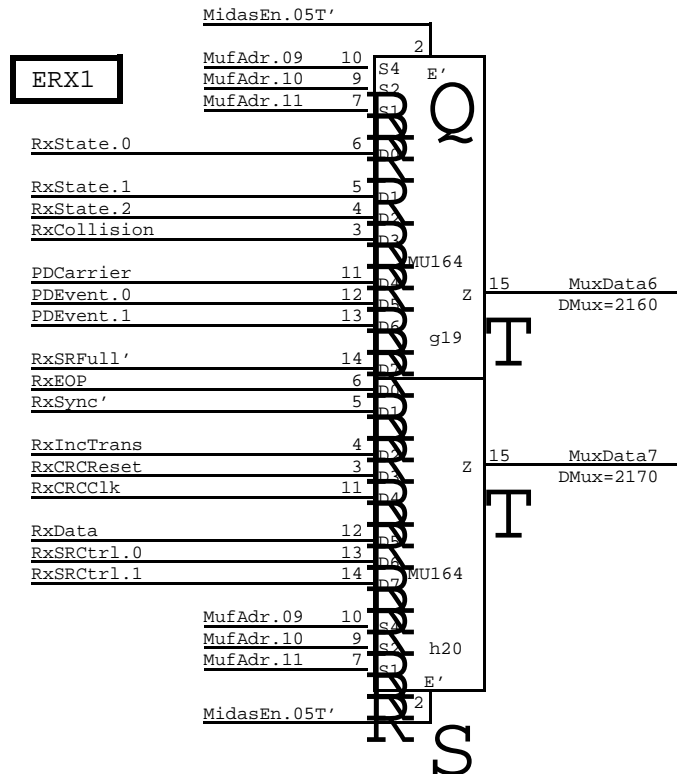 MidasEn.05T'
2
MufAdr.09 10 S4 E'
ERX1
MufAdr.10 9 S2 Q
MufAdr.11 7 S1
RxState.0 6 D0
RxState.1 5 D1
RxState.2 4 D2
RxCollision 3 D3
MU164
PDCarrier 11 D4
15 MuxData6
PDEvent.0 12 D5 Z
DMux=2160
PDEvent.1 13 D6
g19 T
RxSRFull' 14 D7
RxEOP 6 D0
RxSync' 5 D1
RxIncTrans 4 D2
15 MuxData7
RxCRCReset 3 D3 Z
DMux=2170
RxCRCClk 11 D4
T
RxData 12 D5
RxSRCtrl.0 13 D6
RxSRCtrl.1 14 D7 MU164
MufAdr.09 10 S4
MufAdr.10 9 S2 h20
MufAdr.11 7 S1
E'
2
MidasEn.05T'
S